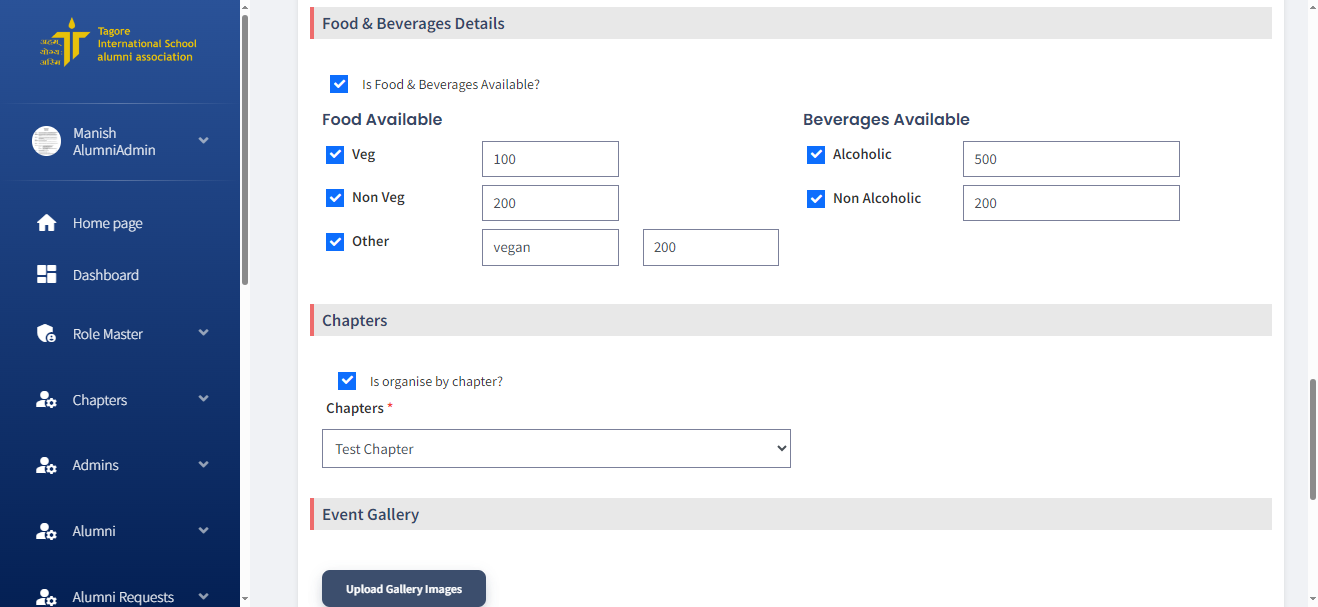 अहम्
योग्यः
अस्मि
Tagore
International School
alumni association
Manish
AlumniAdmin
Home page
Dashboard
Role Master
Chapters
Admins
Alumni
Alumni Requests
Food & Beverages Details
Is Food & Beverages Available?
Food Available
Veg
100
Non Veg
200
Other
vegan
200
Beverages Available
Alcoholic
500
Non Alcoholic
200
Chapters
Is organise by chapter?
Chapters *
Test Chapter
Event Gallery
Upload Gallery Images